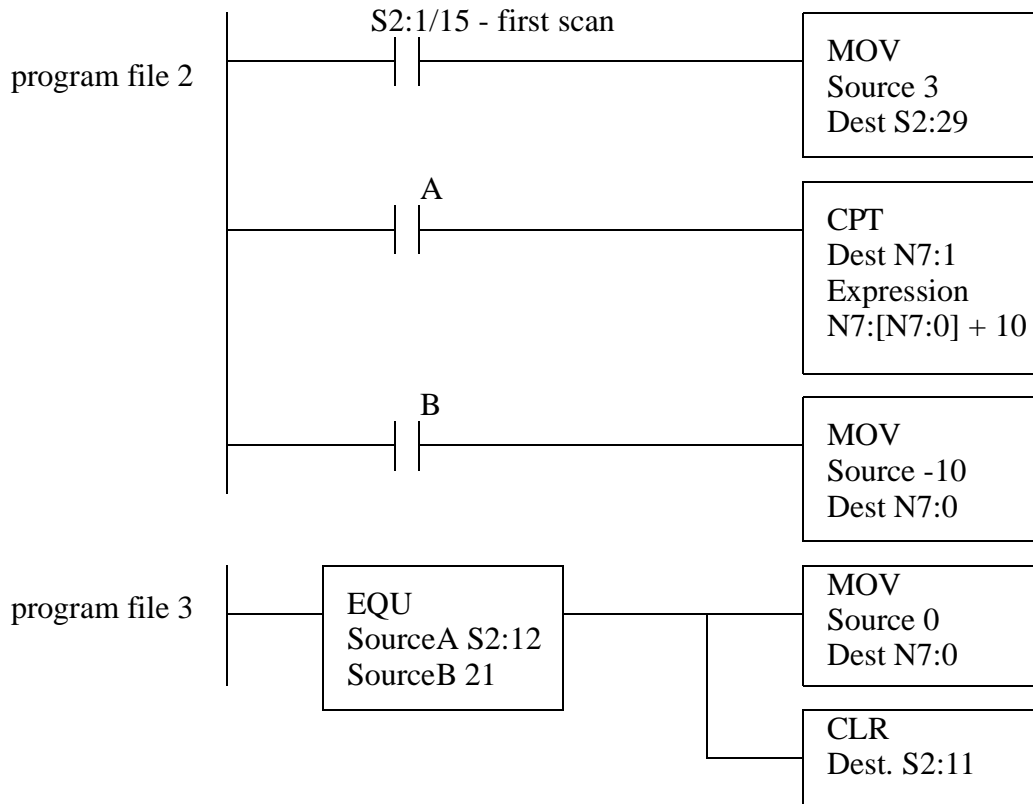 S2:1/15 - first scan
program file 2
MOV
Source 3
Dest S2:29
A
CPT
Dest N7:1
Expression
N7:[N7:0] + 10
B
MOV
Source -10
Dest N7:0
program file 3
EQU
SourceA S2:12
SourceB 21
MOV
Source 0
Dest N7:0
CLR
Dest. S2:11